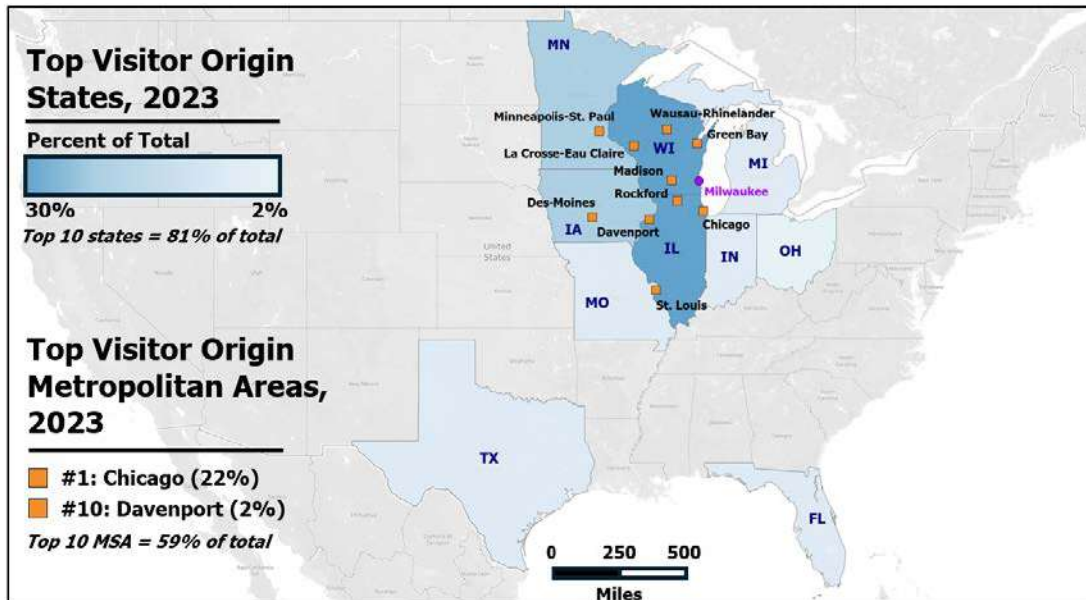 Top Visitor Origin
States, 2023
Percent of Total
30%
2%
Top 10 states = 81% of total
Top Visitor Origin
Metropolitan Areas,
2023
#1: Chicago (22%)
#10: Davenport (2%)
Top 10 MSA = 59% of total
MN
Minneapolis-St. Paul
Wausau-Rhinelander
Green Bay
La Crosse-Eau Claire
WI
MI
Madison
Milwaukee
Rockford
Des-Moines
Chicago
IA
Davenport
IL
IN
OH
MO
St. Louis
United
States
TX
FL
0 250 500
Miles